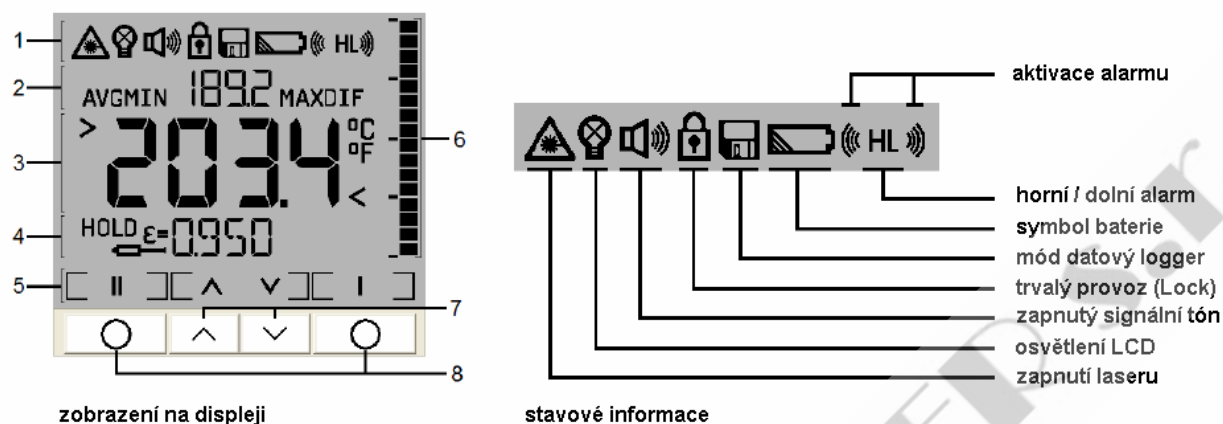 1
2
3
4
5
6
7
8
HL
AVGMIN 189.2 MAXDIF
> 203.4 °C
°F
<
HOLD ε=0.950
II ∧ ∨ I
zobrazení na displeji
HL
aktivace alarmu
horní / dolní alarm
symbol baterie
mód datový logger
trvalý provoz (Lock)
zapnutý signální tón
osvětlení LCD
zapnutí laseru
stavové informace